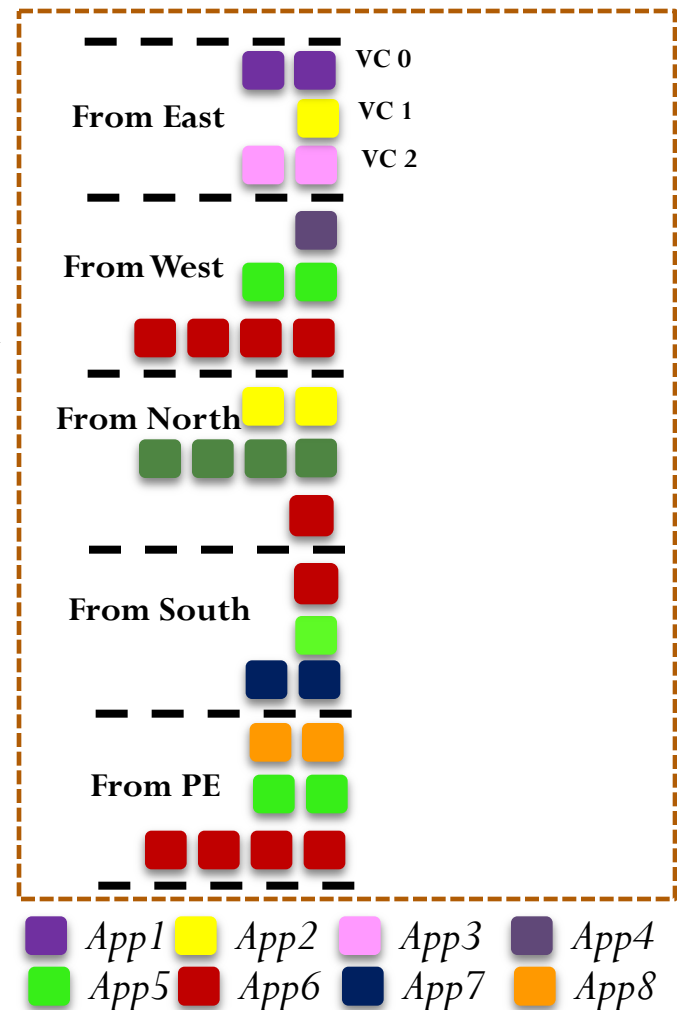 VC 0
From East
VC 1
VC 2
From West
From North
From South
From PE
App1 App2 App3 App4
App5 App6 App7 App8